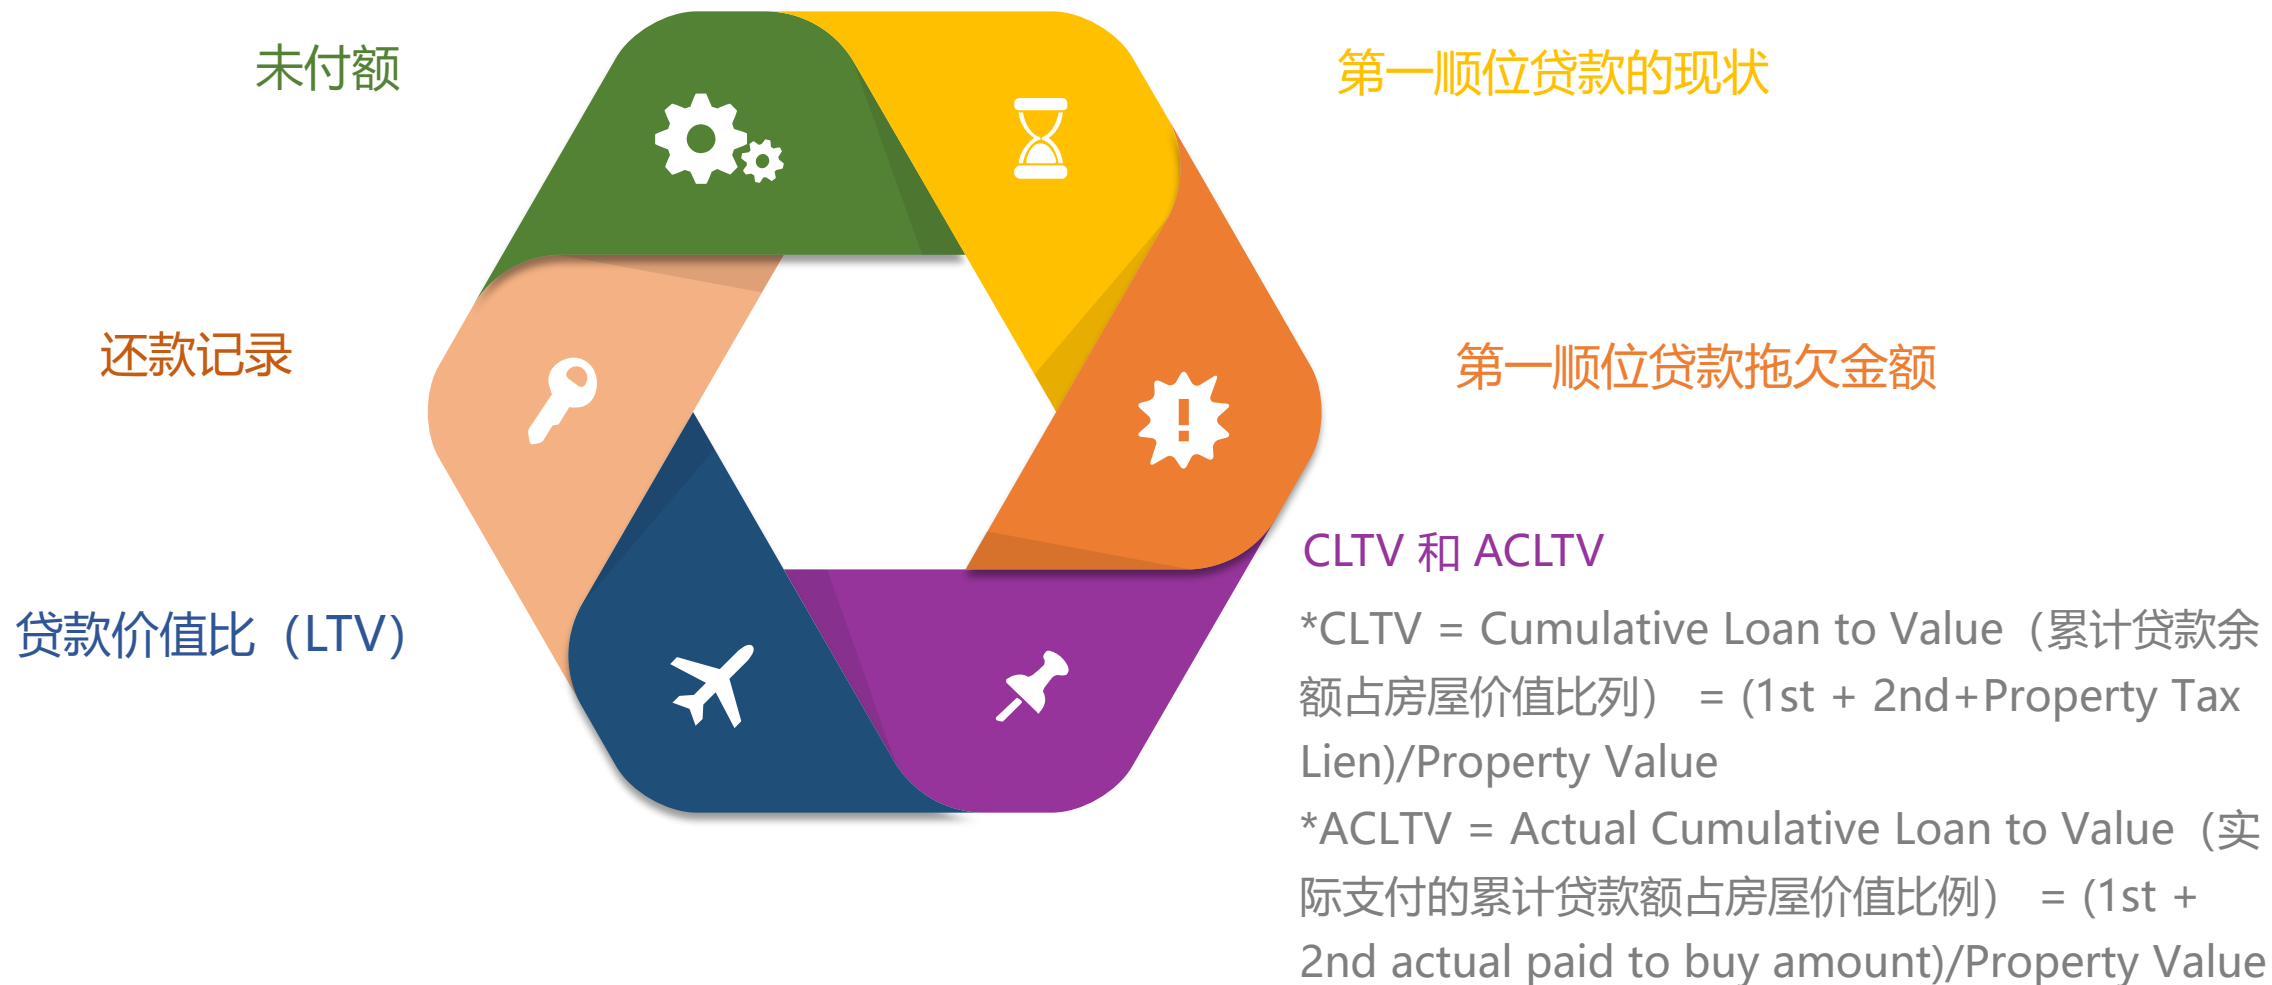 未付额
第一顺位贷款的现状
还款记录
第一顺位贷款拖欠金额
贷款价值比（LTV）
CLTV 和 ACLTV
*CLTV = Cumulative Loan to Value（累计贷款余
额占房屋价值比列） = (1st + 2nd+Property Tax
Lien)/Property Value
*ACLTV = Actual Cumulative Loan to Value（实
际支付的累计贷款额占房屋价值比例） = (1st +
2nd actual paid to buy amount)/Property Value